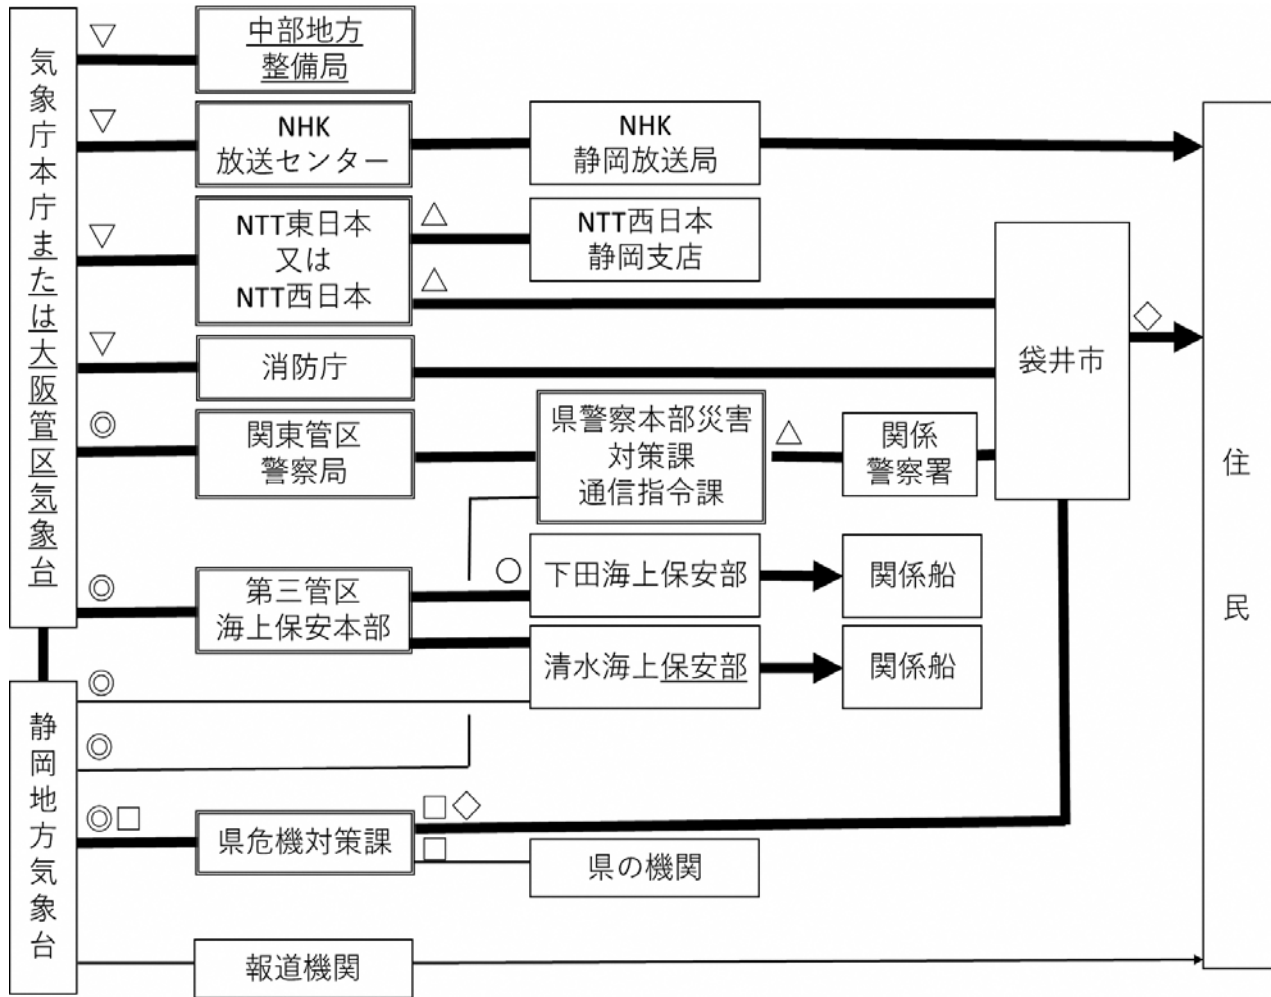 気象庁本庁または大阪管区気象台
▽
中部地方
整備局
▽
NHK
放送センター
NHK
静岡放送局
▽
NTT東日本
又は
NTT西日本
△
NTT西日本
静岡支店
△
▽
消防庁
袋井市
◇
住民
◎
関東管区
警察局
県警察本部災害
対策課
通信指令課
△
関係
警察署
◎
第三管区
海上保安本部
○
下田海上保安部
関係船
清水海上保安部
関係船
静岡地方気象台
◎
◎
◎□
県危機対策課
□◇
□
県の機関
報道機関